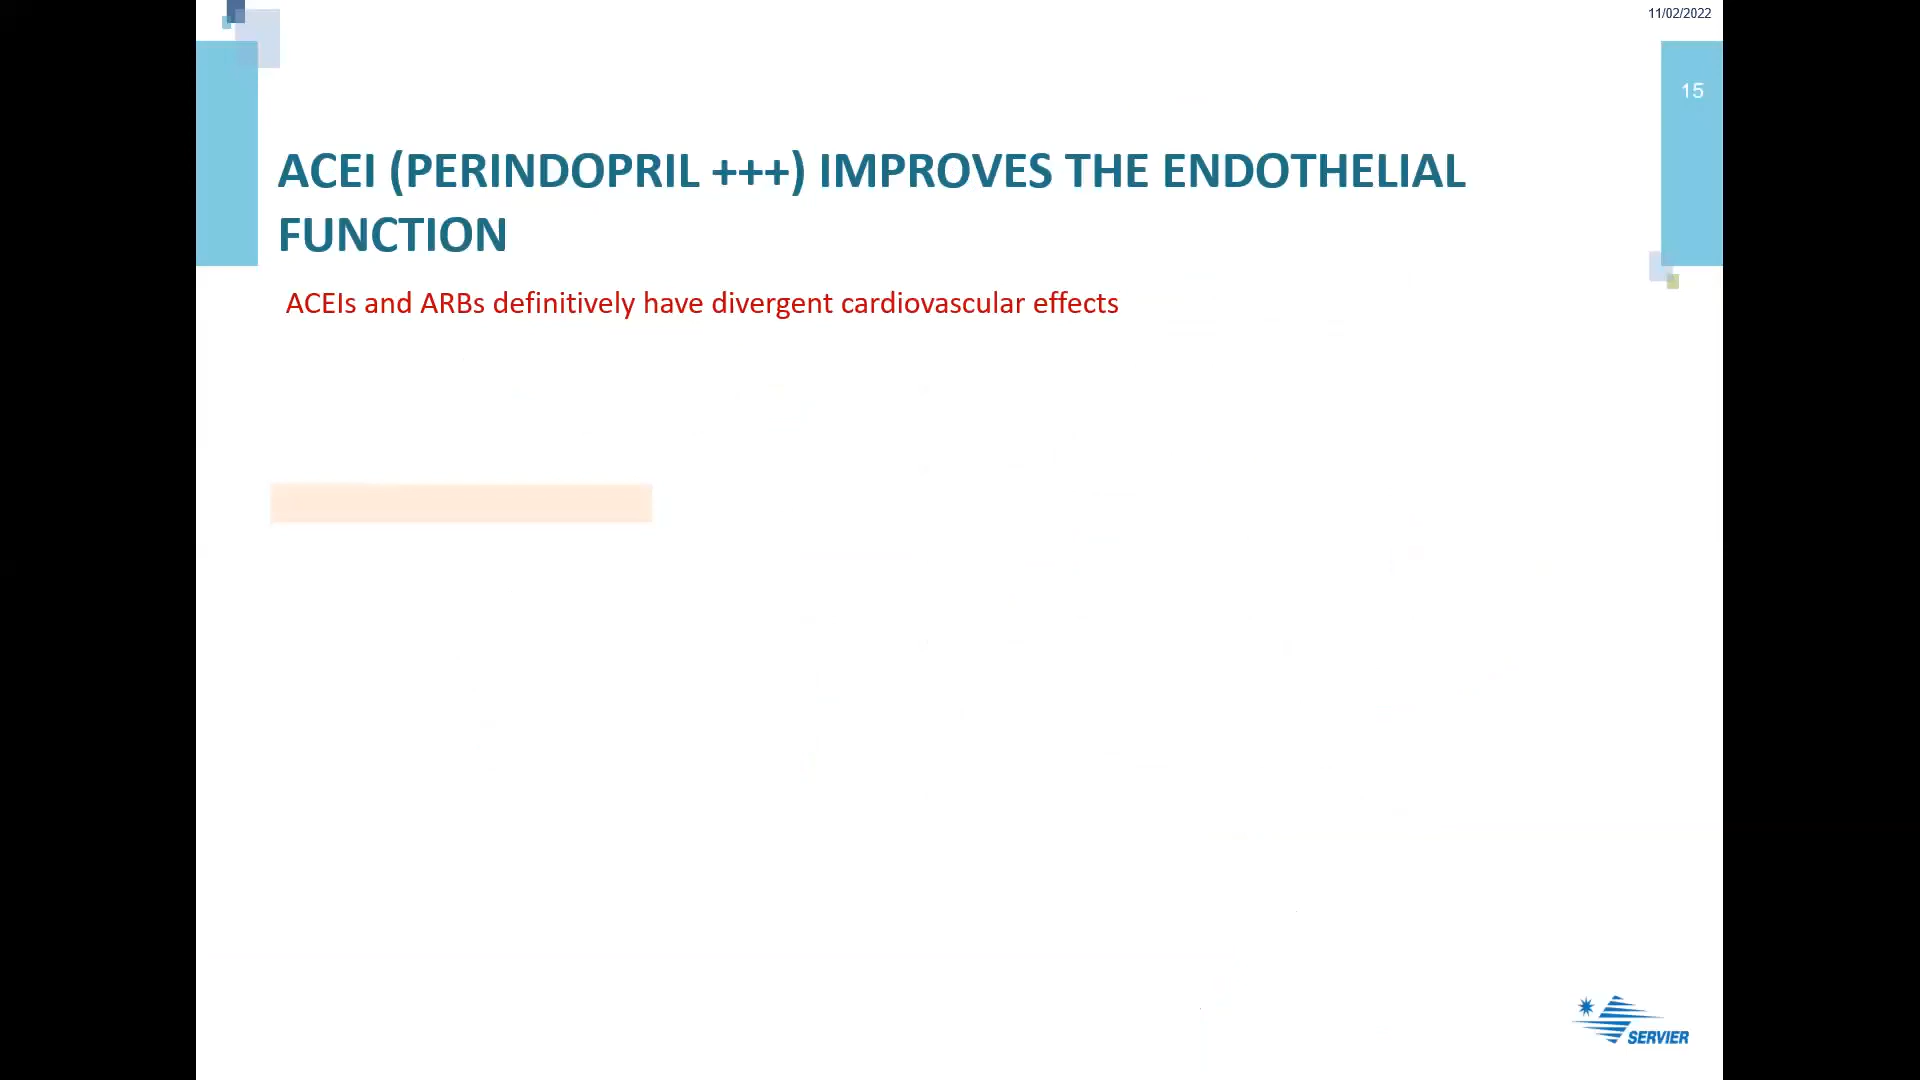 11/02/2022
15
ACEI (PERINDOPRIL +++) IMPROVES THE ENDOTHELIAL
FUNCTION
ACEIs and ARBs definitively have divergent cardiovascular effects
SERVIER